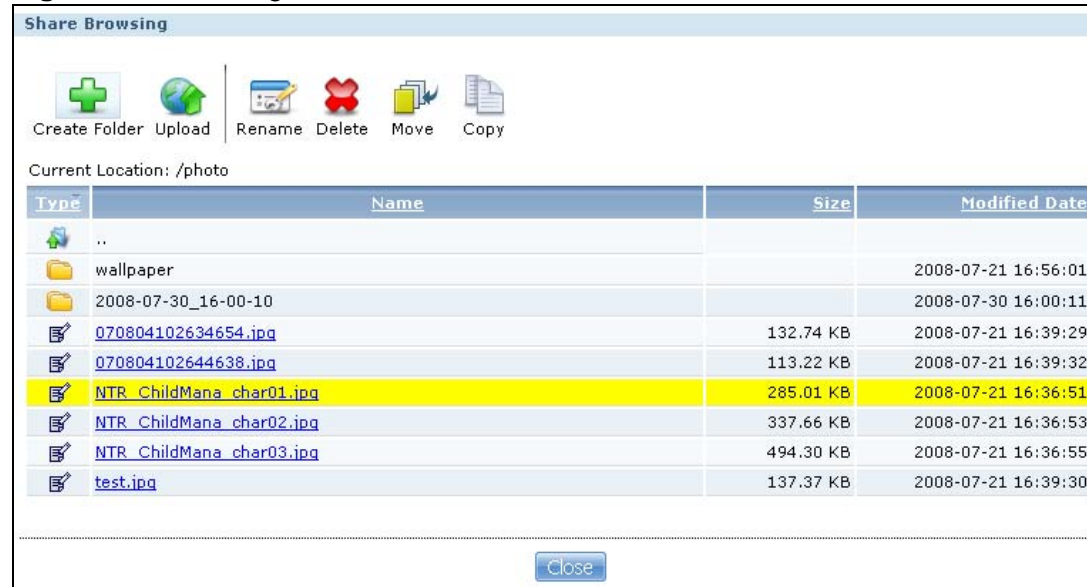 Share Browsing
Create Folder Upload Rename Delete Move Copy
Current Location: /photo
Type Name Size Modified Date
..
wallpaper 2008-07-21 16:56:01
2008-07-30_16-00-10 2008-07-30 16:00:11
070804102634654.jpg 132.74 KB 2008-07-21 16:39:29
070804102644638.jpg 113.22 KB 2008-07-21 16:39:32
NTR_ChildMana_char01.jpg 285.01 KB 2008-07-21 16:36:51
NTR_ChildMana_char02.jpg 337.66 KB 2008-07-21 16:36:53
NTR_ChildMana_char03.jpg 494.30 KB 2008-07-21 16:36:55
test.jpg 137.37 KB 2008-07-21 16:39:30
Close